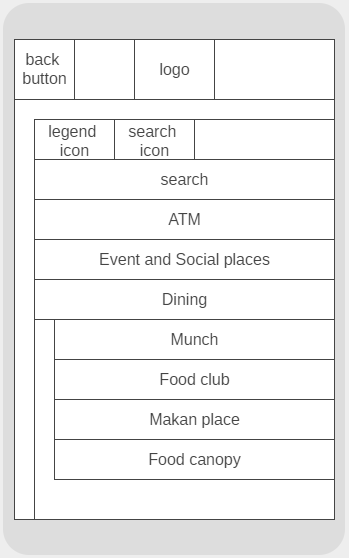 back
button
logo
legend
icon
search
icon
search
ATM
Event and Social places
Dining
Munch
Food club
Makan place
Food canopy